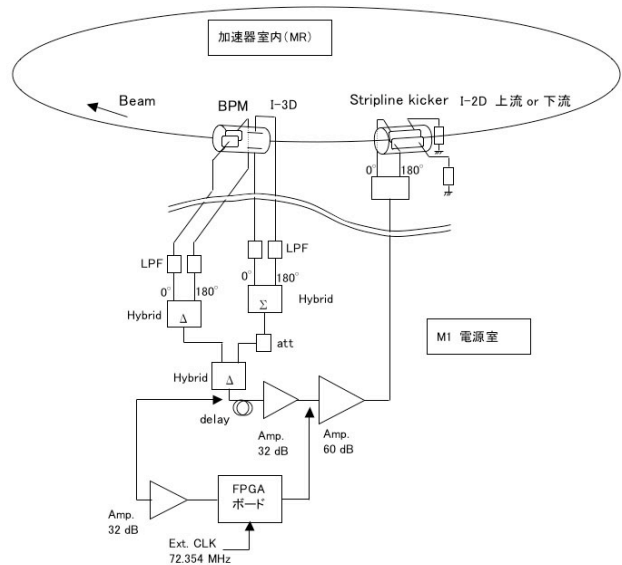 加速器室内(MR)
Beam
BPM
I-3D
Stripline kicker I-2D 上流 or 下流
0° 180°
LPF
LPF
0° 180°
0° 180°
Hybrid
Δ
Σ
Hybrid
att
M1 電源室
Hybrid
Δ
delay
Amp.
32 dB
Amp.
60 dB
Amp.
32 dB
FPGA
ボード
Ext. CLK
72.354 MHz